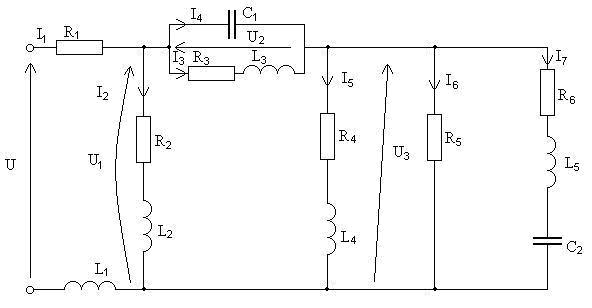 I4 C1
I1 R1 U2 I7
I3 R3 L3
I2 I5 I6 R6
R2 R4 R5
U U1 U3 L5
L2 L4 C2
L1